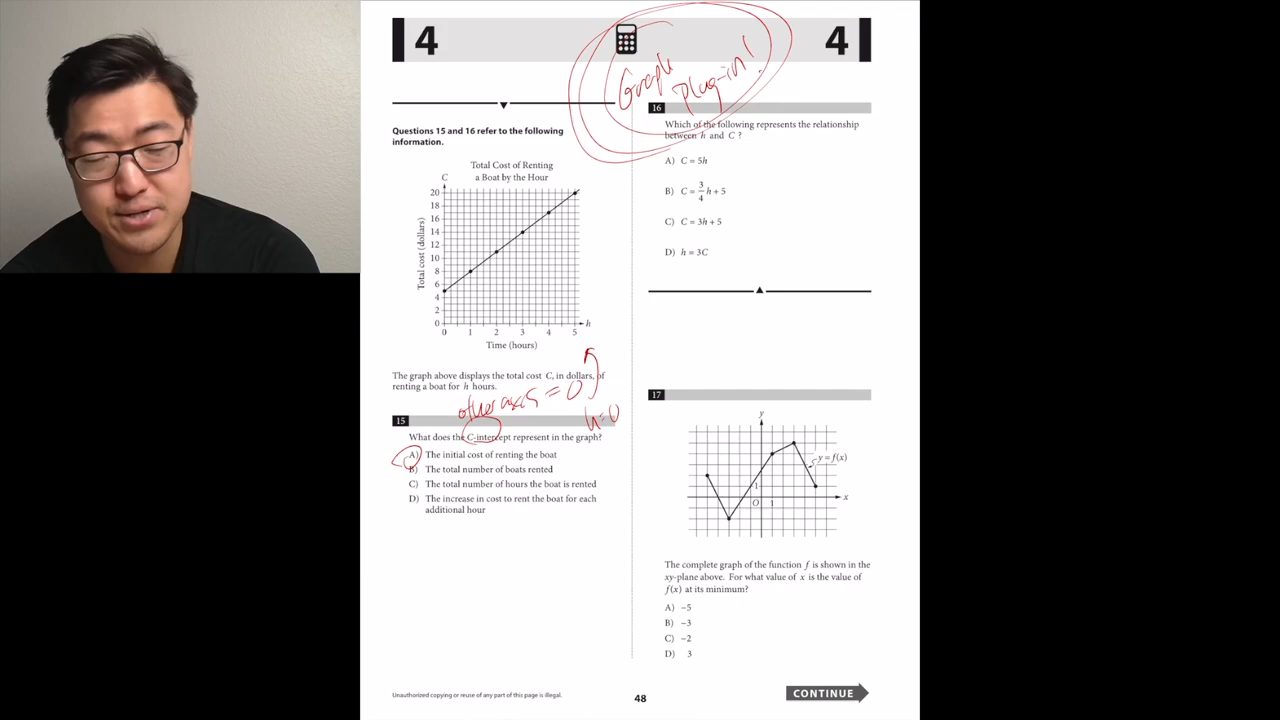 4
4
Graph
plug-in!
Questions 15 and 16 refer to the following
information.
Total Cost of Renting
a Boat by the Hour
C
Total cost (dollars)
20
18
16
14
12
10
8
6
4
2
0
0 1 2 3 4 5
h
Time (hours)
The graph above displays the total cost C, in dollars, of
renting a boat for h hours.
other axis = 0
h=0
15
What does the C-intercept represent in the graph?
A) The initial cost of renting the boat
B) The total number of boats rented
C) The total number of hours the boat is rented
D) The increase in cost to rent the boat for each
additional hour
16
Which of the following represents the relationship
between h and C ?
A) C = 5h
B) C = 3/4 h + 5
C) C = 3h + 5
D) h = 3C
17
y
y = f(x)
1
O 1
x
The complete graph of the function f is shown in the
xy-plane above. For what value of x is the value of
f(x) at its minimum?
A) −5
B) −3
C) −2
D) 3
Unauthorized copying or reuse of any part of this page is illegal.
48
CONTINUE